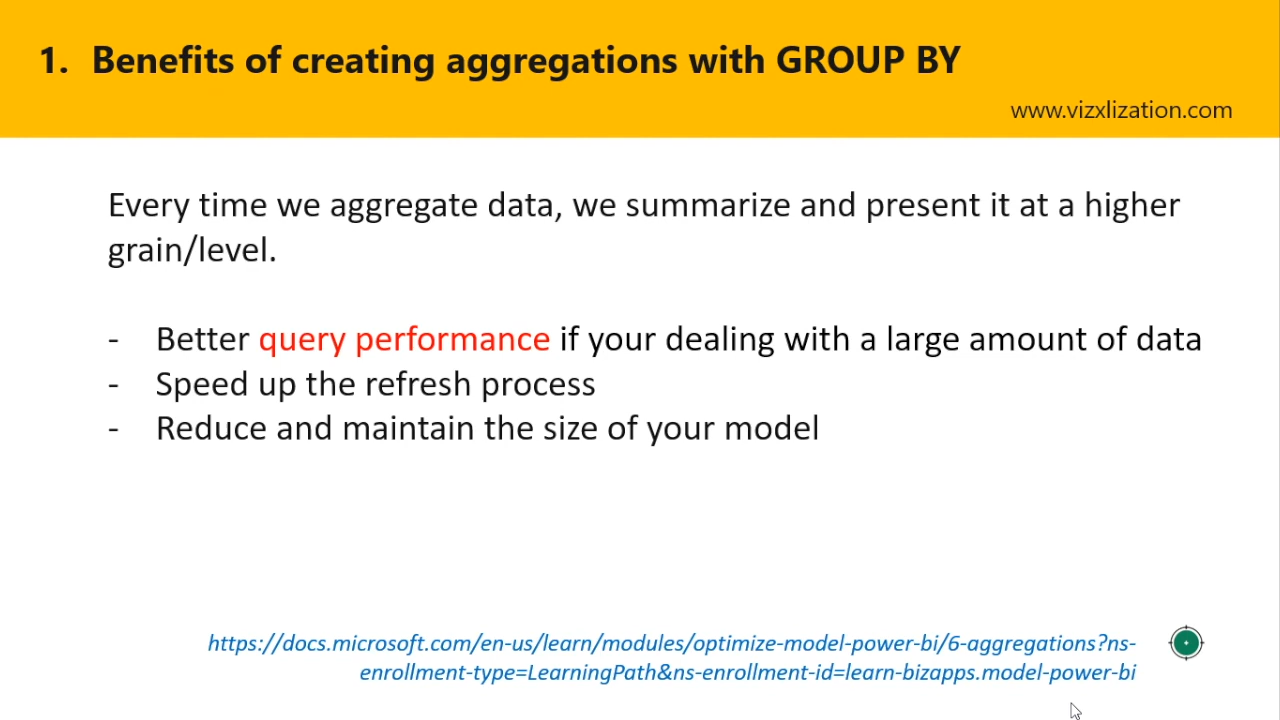 1. Benefits of creating aggregations with GROUP BY
www.vizxlization.com
Every time we aggregate data, we summarize and present it at a higher
grain/level.
- Better query performance if your dealing with a large amount of data
- Speed up the refresh process
- Reduce and maintain the size of your model
https://docs.microsoft.com/en-us/learn/modules/optimize-model-power-bi/6-aggregations?ns-
enrollment-type=LearningPath&ns-enrollment-id=learn-bizapps.model-power-bi